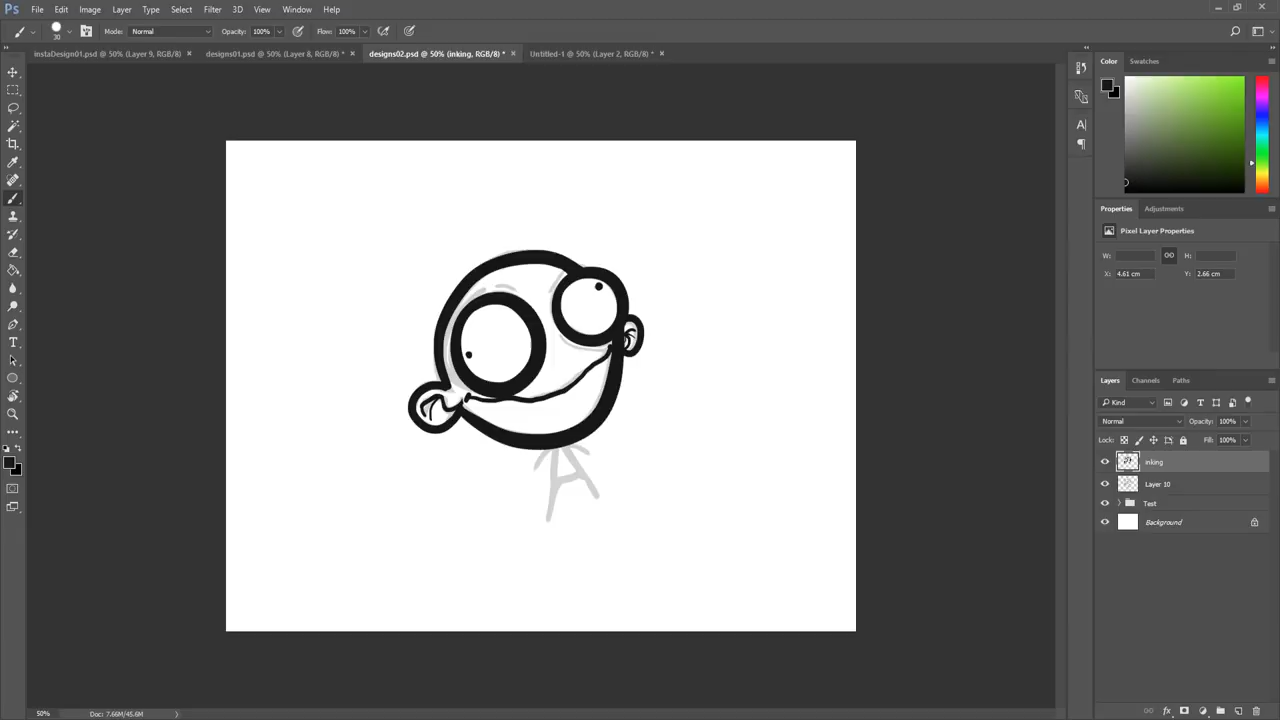 Ps File Edit Image Layer Type Select Filter 3D View Window Help
30 Mode: Normal Opacity: 100% Flow: 100%
instaDesign01.psd @ 50% (Layer 9, RGB/8) × designs01.psd @ 50% (Layer 8, RGB/8) * × designs02.psd @ 50% (inking, RGB/8) * × Untitled-1 @ 50% (Layer 2, RGB/8) * ×
Color Swatches
Properties Adjustments
Pixel Layer Properties
W: H:
X: 4.61 cm Y: 2.66 cm
Layers Channels Paths
Kind
Normal Opacity: 100%
Lock: Fill: 100%
inking
Layer 10
Test
Background
50% Doc: 7.66M/45.6M